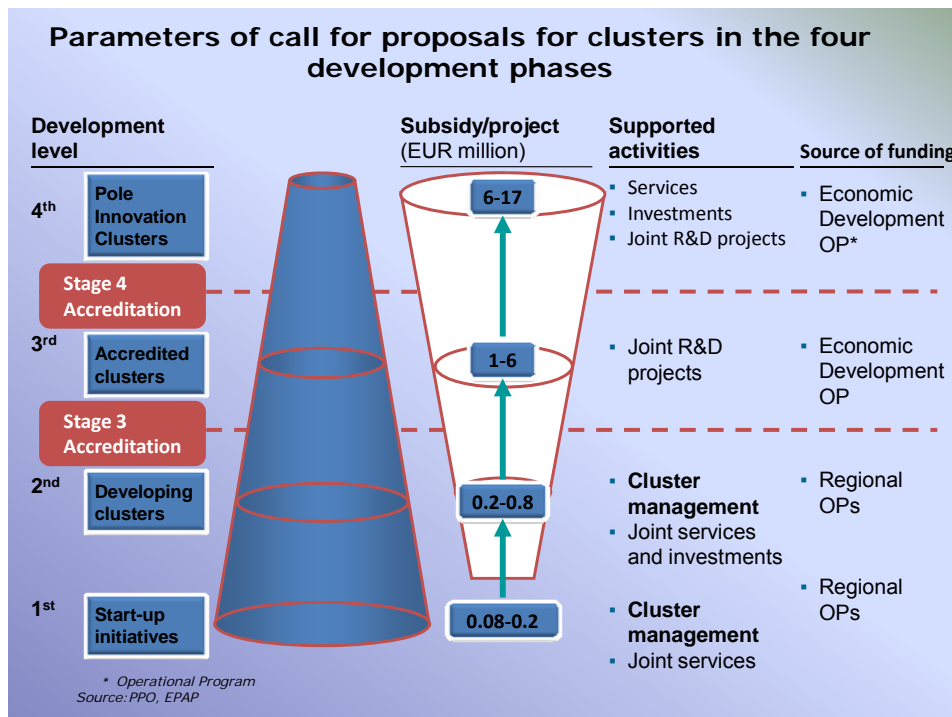 Parameters of call for proposals for clusters in the four
development phases
Development
level
Subsidy/project
(EUR million)
Supported
activities
Source of funding
4th
Pole
Innovation
Clusters
6-17
▪ Services
▪ Investments
▪ Joint R&D projects
▪ Economic
Development
OP*
Stage 4
Accreditation
3rd
Accredited
clusters
1-6
▪ Joint R&D
projects
▪ Economic
Development
OP
Stage 3
Accreditation
2nd
Developing
clusters
0.2-0.8
▪ Cluster
management
▪ Joint services
and investments
▪ Regional
OPs
1st
Start-up
initiatives
0.08-0.2
▪ Cluster
management
▪ Joint services
▪ Regional
OPs
* Operational Program
Source: PPO, EPAP